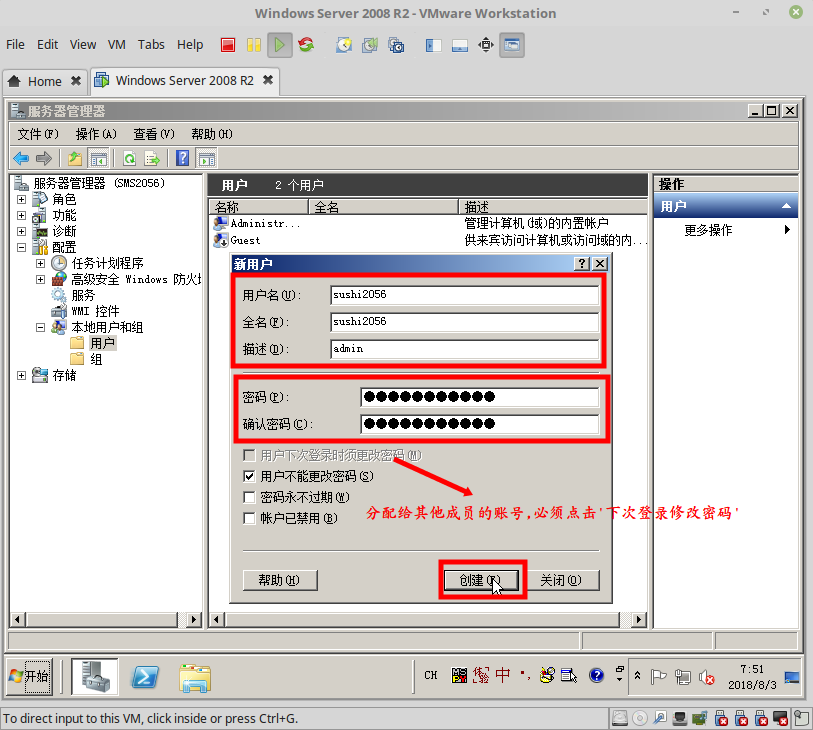 Windows Server 2008 R2 - VMware Workstation
File Edit View VM Tabs Help
Home
Windows Server 2008 R2
服务器管理器
文件(F) 操作(A) 查看(V) 帮助(H)
服务器管理器 (SMS2056)
角色
功能
诊断
配置
任务计划程序
高级安全 Windows 防火
服务
WMI 控件
本地用户和组
用户
组
存储
用户 2 个用户
名称 全名 描述
Administr... 管理计算机(域)的内置帐户
Guest 供来宾访问计算机或访问域的内...
操作
用户
更多操作
新用户
用户名(U): sushi2056
全名(F): sushi2056
描述(D): admin
密码(P):
确认密码(C):
用户下次登录时须更改密码(M)
用户不能更改密码(S)
密码永不过期(W)
帐户已禁用(B)
分配给其他成员的账号,必须点击'下次登录修改密码'
帮助(H) 创建 关闭(O)
开始
CH
中
7:51
2018/8/3
To direct input to this VM, click inside or press Ctrl+G.